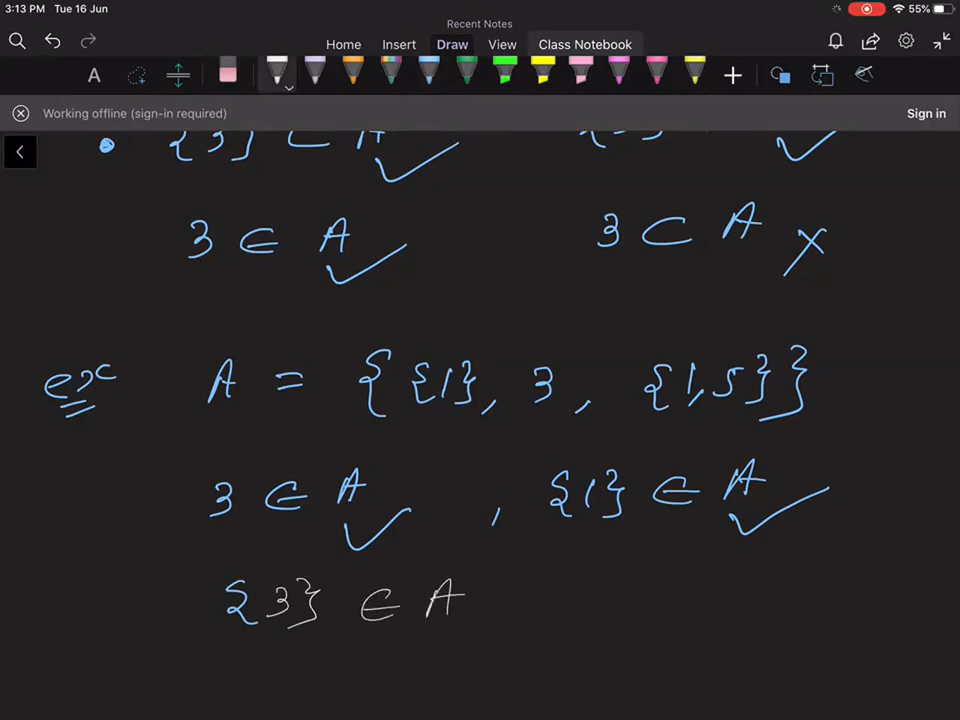 3:13 PM Tue 16 Jun 55%
Recent Notes
Home Insert Draw View Class Notebook
A
Working offline (sign-in required) Sign in
• {3} ⊂ A
3 ∈ A 3 ⊂ A ✗
ex A = {{1}, 3, {1,5}}
3 ∈ A ✓, {1} ∈ A ✓
{3} ∈ A